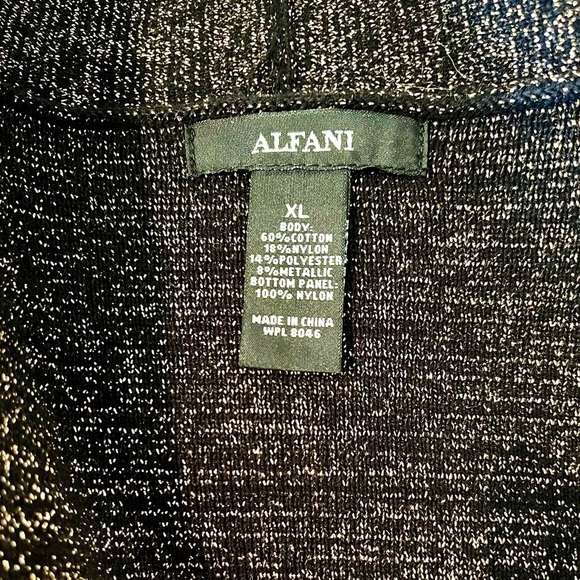 ALFANI
XL
BODY:
60%COTTON
18%NYLON
14%POLYESTER
8%METALLIC
BOTTOM PANEL:
100% NYLON
MADE IN CHINA
WPL 8046